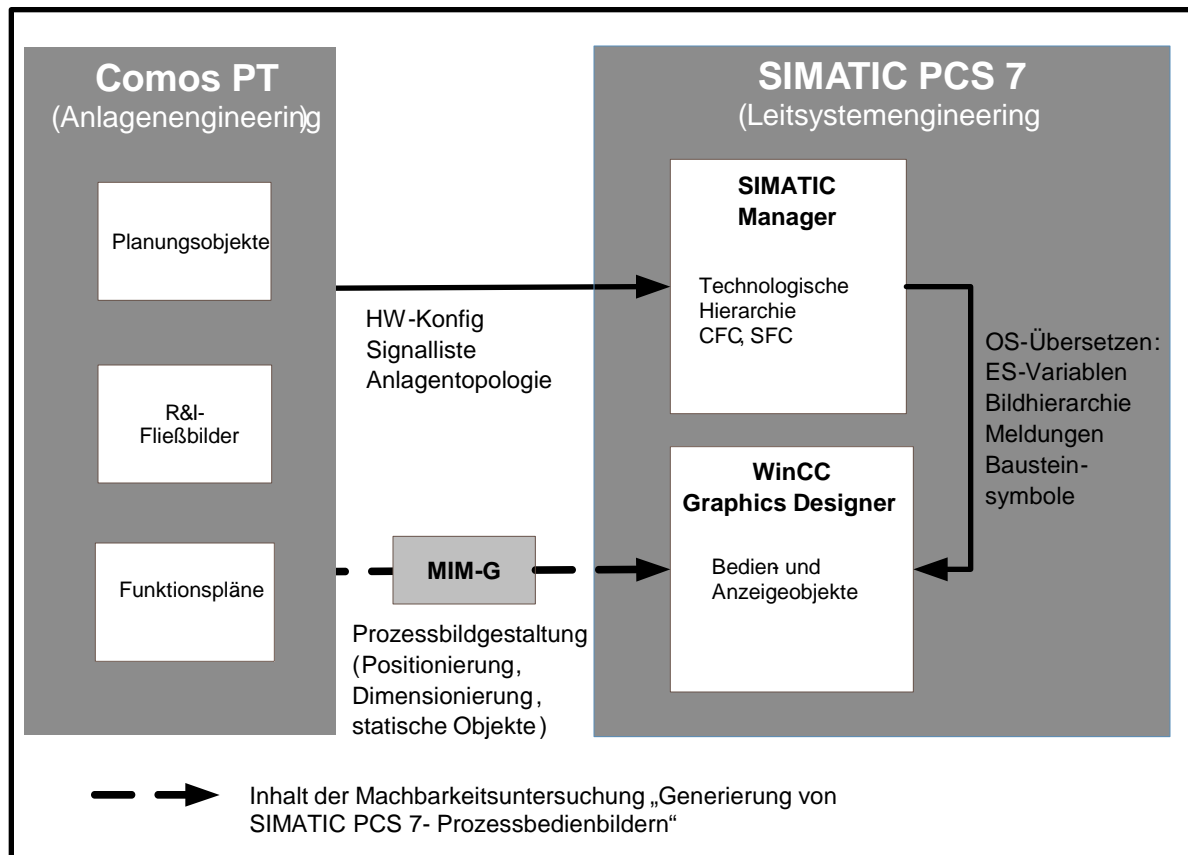 Comos PT
(Anlagenengineering)
Planungsobjekte
R&I-
Fließbilder
Funktionspläne
HW-Konfig
Signalliste
Anlagentopologie
MIM-G
Prozessbildgestaltung
(Positionierung,
Dimensionierung,
statische Objekte)
SIMATIC PCS 7
(Leitsystemengineering
SIMATIC
Manager
Technologische
Hierarchie
CFC, SFC
WinCC
Graphics Designer
Bedien- und
Anzeigeobjekte
OS-Übersetzen:
ES-Variablen
Bildhierarchie
Meldungen
Baustein-
symbole
Inhalt der Machbarkeitsuntersuchung „Generierung von
SIMATIC PCS 7- Prozessbedienbildern“